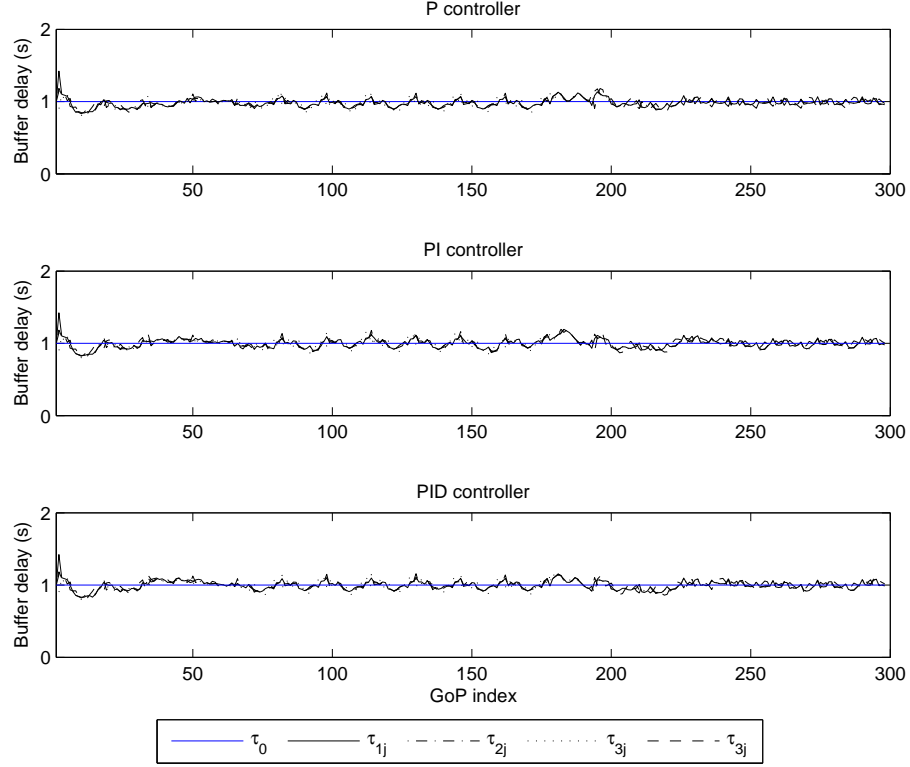 P controller
Buffer delay (s)
2
1
0
50 100 150 200 250 300
PI controller
Buffer delay (s)
2
1
0
50 100 150 200 250 300
PID controller
Buffer delay (s)
2
1
0
50 100 150 200 250 300
GoP index
τ0 τ1j τ2j τ3j τ3j